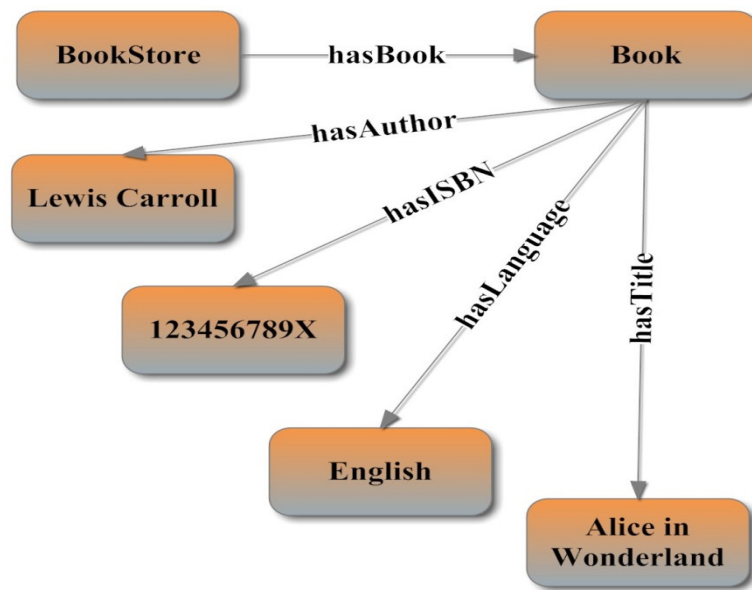 BookStore
hasBook
Book
hasAuthor
Lewis Carroll
hasISBN
123456789X
hasLanguage
hasTitle
English
Alice in
Wonderland